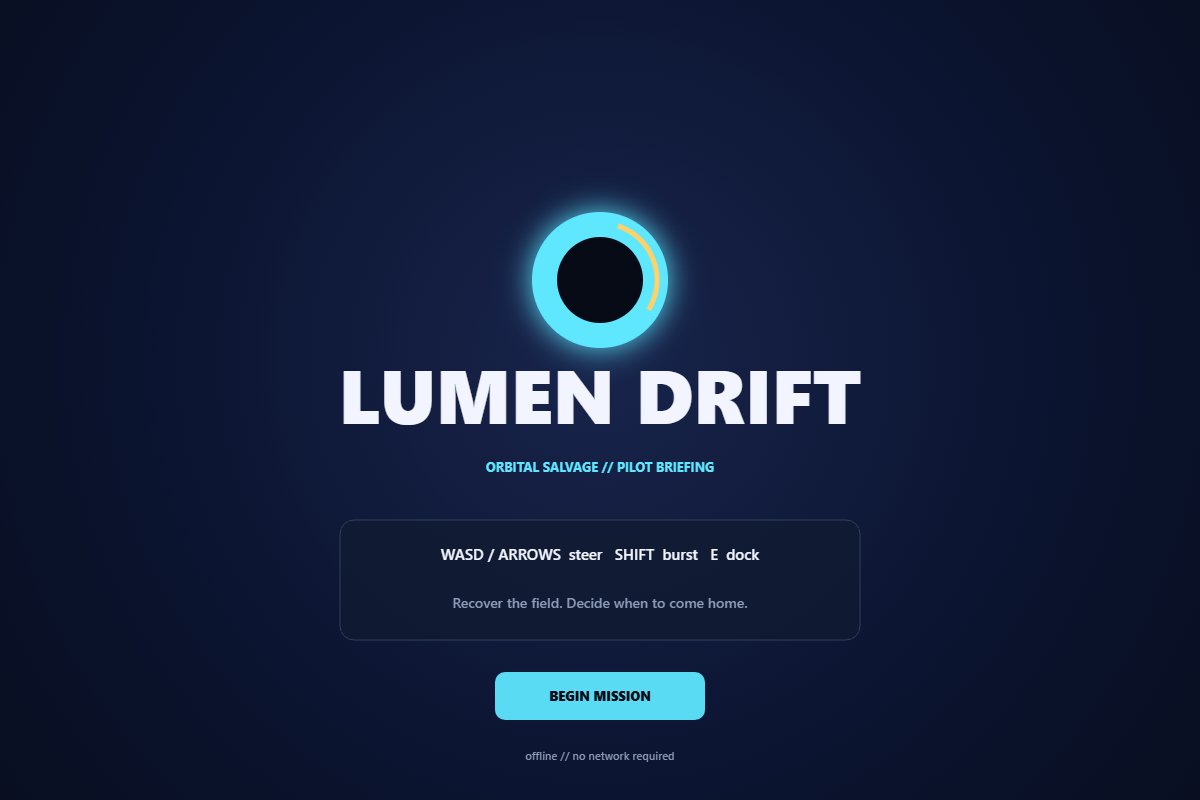 LUMEN DRIFT
ORBITAL SALVAGE // PILOT BRIEFING
WASD / ARROWS steer SHIFT burst E dock
Recover the field. Decide when to come home.
BEGIN MISSION
offline // no network required